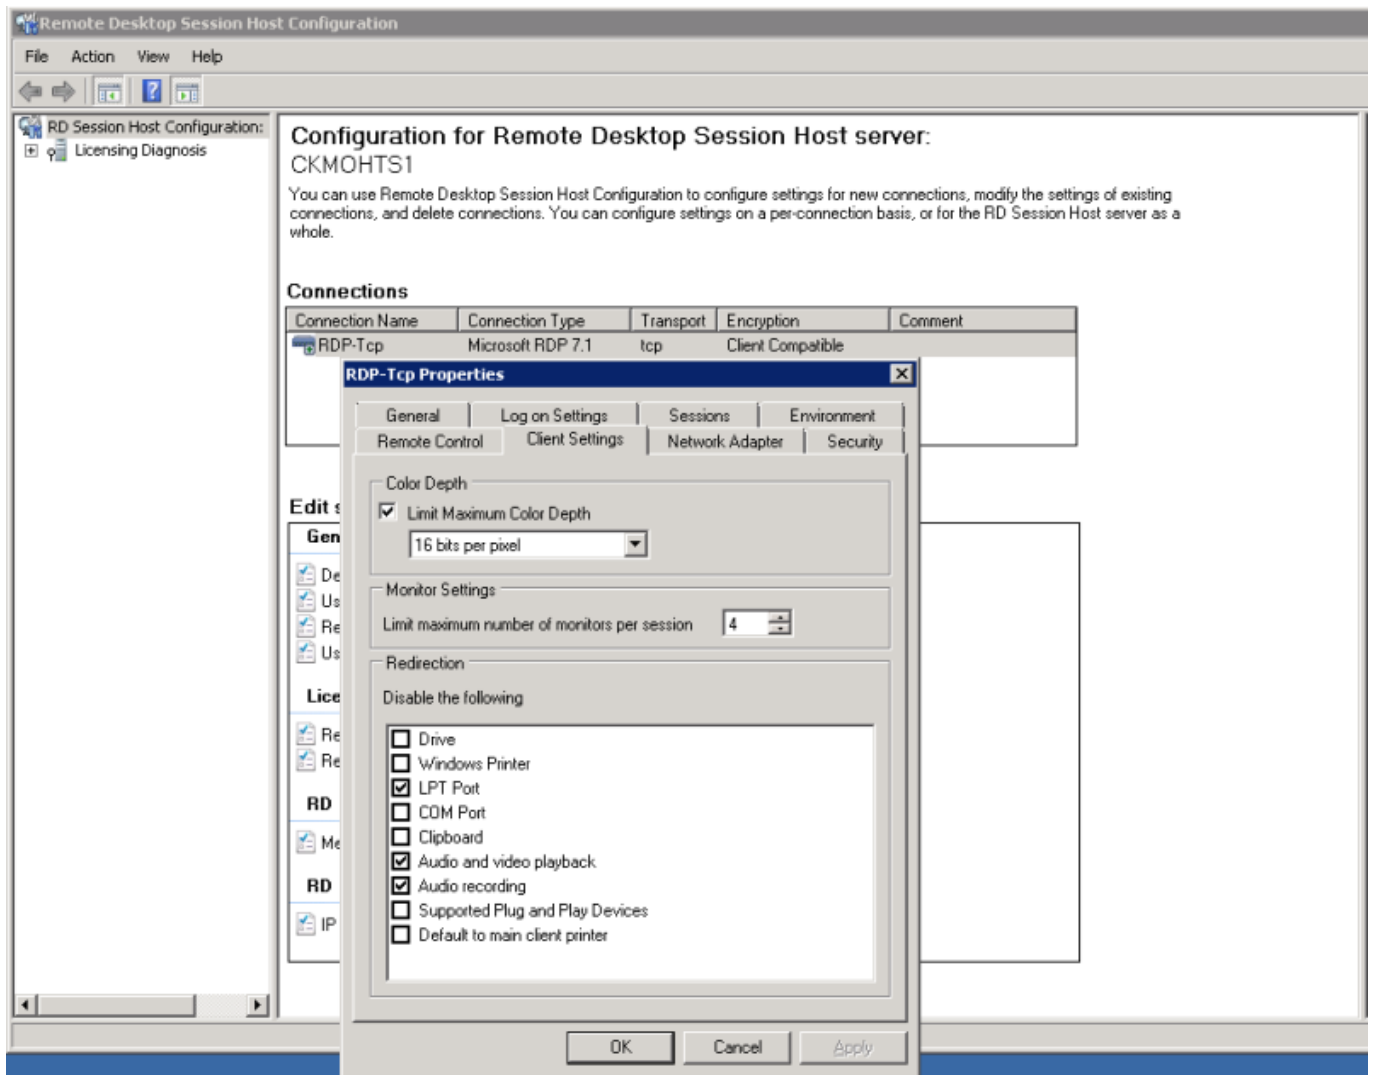 Remote Desktop Session Host Configuration
File Action View Help
RD Session Host Configuration:
Licensing Diagnosis
Configuration for Remote Desktop Session Host server:
CKMOHTS1
You can use Remote Desktop Session Host Configuration to configure settings for new connections, modify the settings of existing
connections, and delete connections. You can configure settings on a per-connection basis, or for the RD Session Host server as a
whole.
Connections
Connection Name Connection Type Transport Encryption Comment
RDP-Tcp Microsoft RDP 7.1 tcp Client Compatible
Edit s
Gen
De
Us
Re
Us
Lice
Re
Re
RD
Me
RD
IP
RDP-Tcp Properties
General Log on Settings Sessions Environment
Remote Control Client Settings Network Adapter Security
Color Depth
Limit Maximum Color Depth
16 bits per pixel
Monitor Settings
Limit maximum number of monitors per session 4
Redirection
Disable the following
Drive
Windows Printer
LPT Port
COM Port
Clipboard
Audio and video playback
Audio recording
Supported Plug and Play Devices
Default to main client printer
OK Cancel Apply